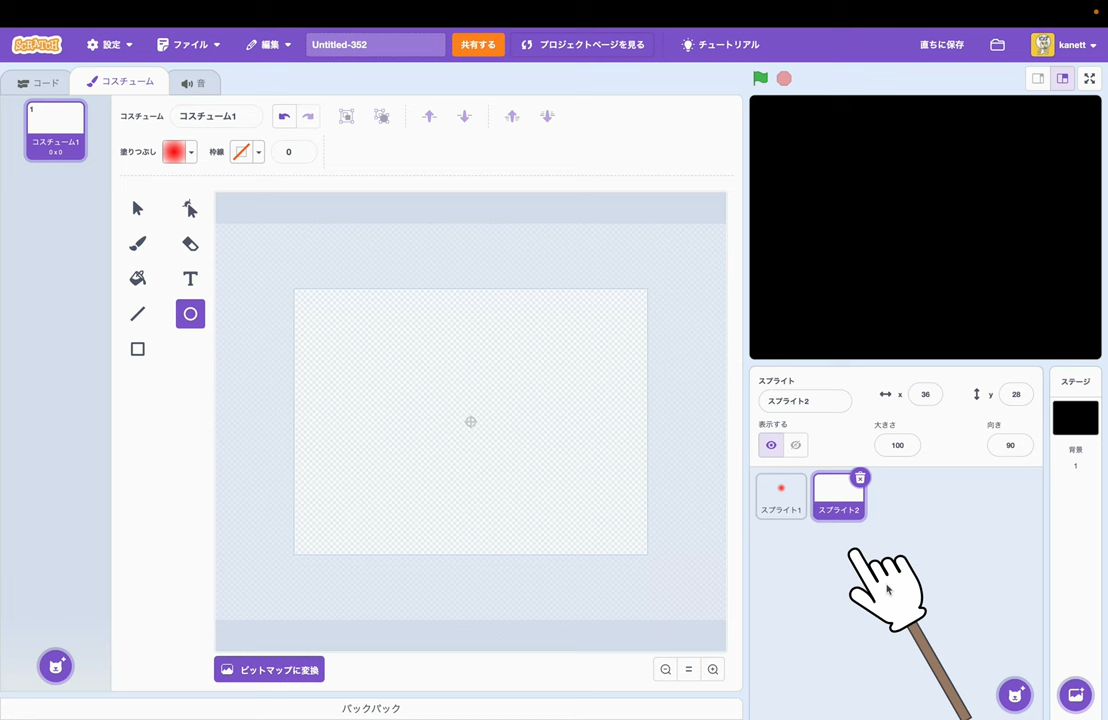 SCRATCH
設定
ファイル
編集
Untitled-352
共有する
プロジェクトページを見る
チュートリアル
直ちに保存
kanett
コード
コスチューム
音
1
コスチューム1
0 x 0
コスチューム
コスチューム1
塗りつぶし
枠線
0
T
ビットマップに変換
バックパック
スプライト
スプライト2
x
36
y
28
表示する
大きさ
100
向き
90
スプライト1
スプライト2
ステージ
背景
1